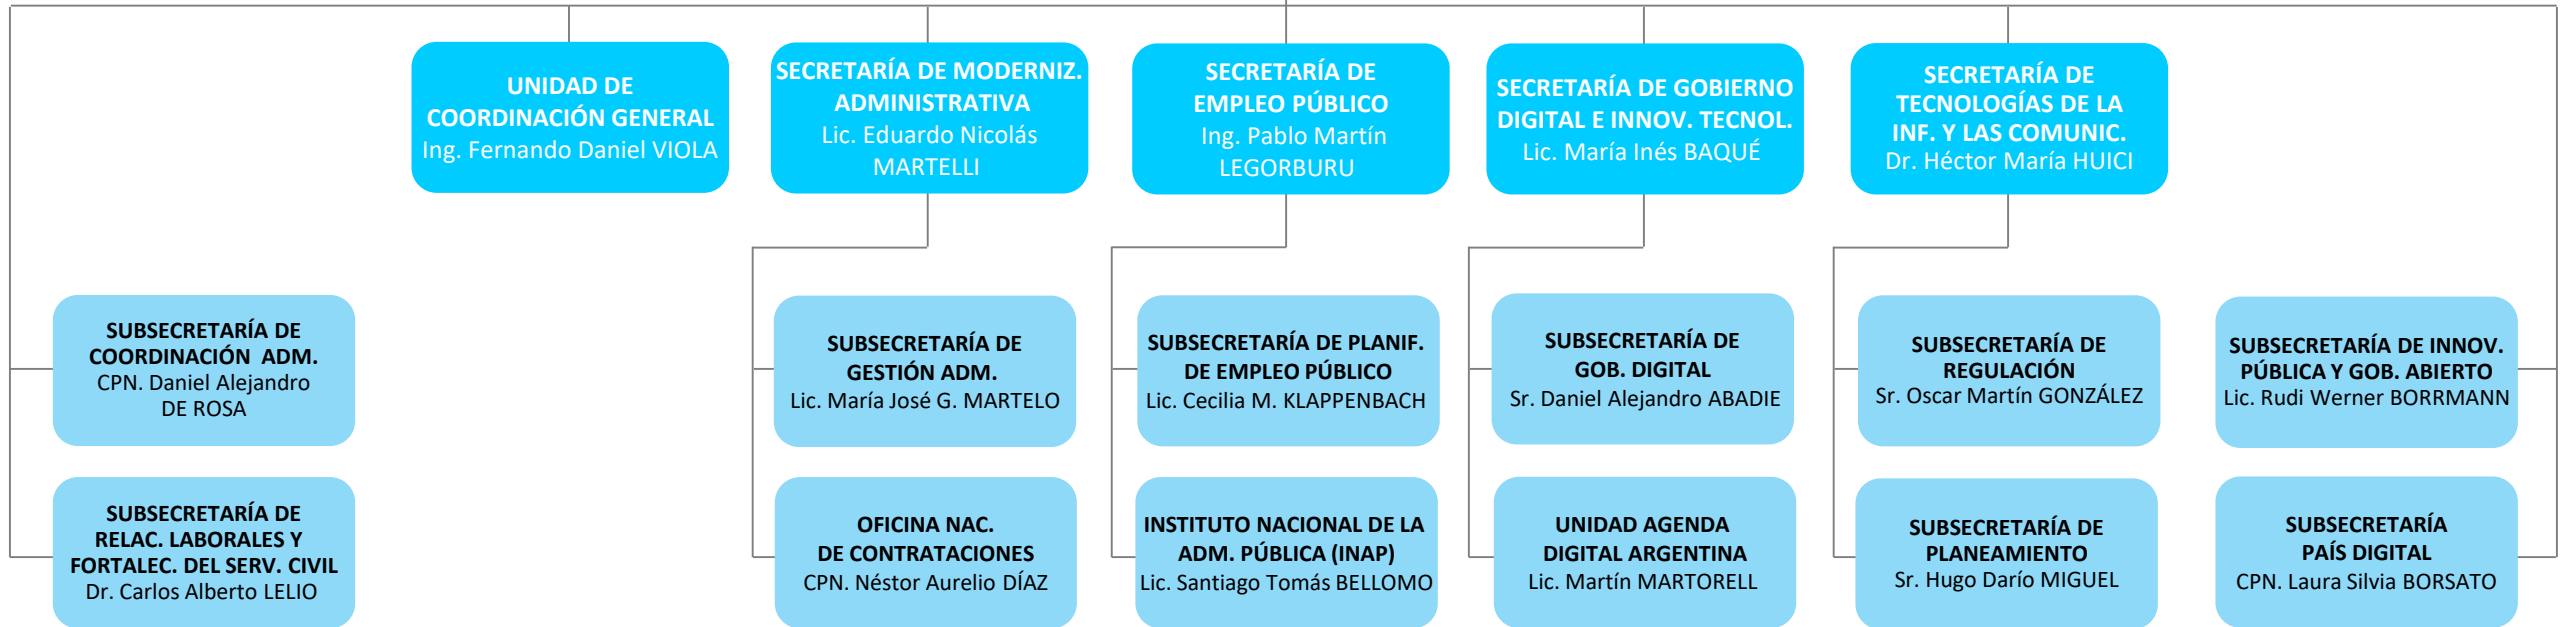 UNIDAD DE
COORDINACIÓN GENERAL
Ing. Fernando Daniel VIOLA
SECRETARÍA DE MODERNIZ.
ADMINISTRATIVA
Lic. Eduardo Nicolás
MARTELLI
SECRETARÍA DE
EMPLEO PÚBLICO
Ing. Pablo Martín
LEGORBURU
SECRETARÍA DE GOBIERNO
DIGITAL E INNOV. TECNOL.
Lic. María Inés BAQUÉ
SECRETARÍA DE
TECNOLOGÍAS DE LA
INF. Y LAS COMUNIC.
Dr. Héctor María HUICI
SUBSECRETARÍA DE
COORDINACIÓN ADM.
CPN. Daniel Alejandro
DE ROSA
SUBSECRETARÍA DE
GESTIÓN ADM.
Lic. María José G. MARTELO
SUBSECRETARÍA DE PLANIF.
DE EMPLEO PÚBLICO
Lic. Cecilia M. KLAPPENBACH
SUBSECRETARÍA DE
GOB. DIGITAL
Sr. Daniel Alejandro ABADIE
SUBSECRETARÍA DE
REGULACIÓN
Sr. Oscar Martín GONZÁLEZ
SUBSECRETARÍA DE INNOV.
PÚBLICA Y GOB. ABIERTO
Lic. Rudi Werner BORRMANN
SUBSECRETARÍA DE
RELAC. LABORALES Y
FORTALEC. DEL SERV. CIVIL
Dr. Carlos Alberto LELIO
OFICINA NAC.
DE CONTRATACIONES
CPN. Néstor Aurelio DÍAZ
INSTITUTO NACIONAL DE LA
ADM. PÚBLICA (INAP)
Lic. Santiago Tomás BELLOMO
UNIDAD AGENDA
DIGITAL ARGENTINA
Lic. Martín MARTORELL
SUBSECRETARÍA DE
PLANEAMIENTO
Sr. Hugo Darío MIGUEL
SUBSECRETARÍA
PAÍS DIGITAL
CPN. Laura Silvia BORSATO